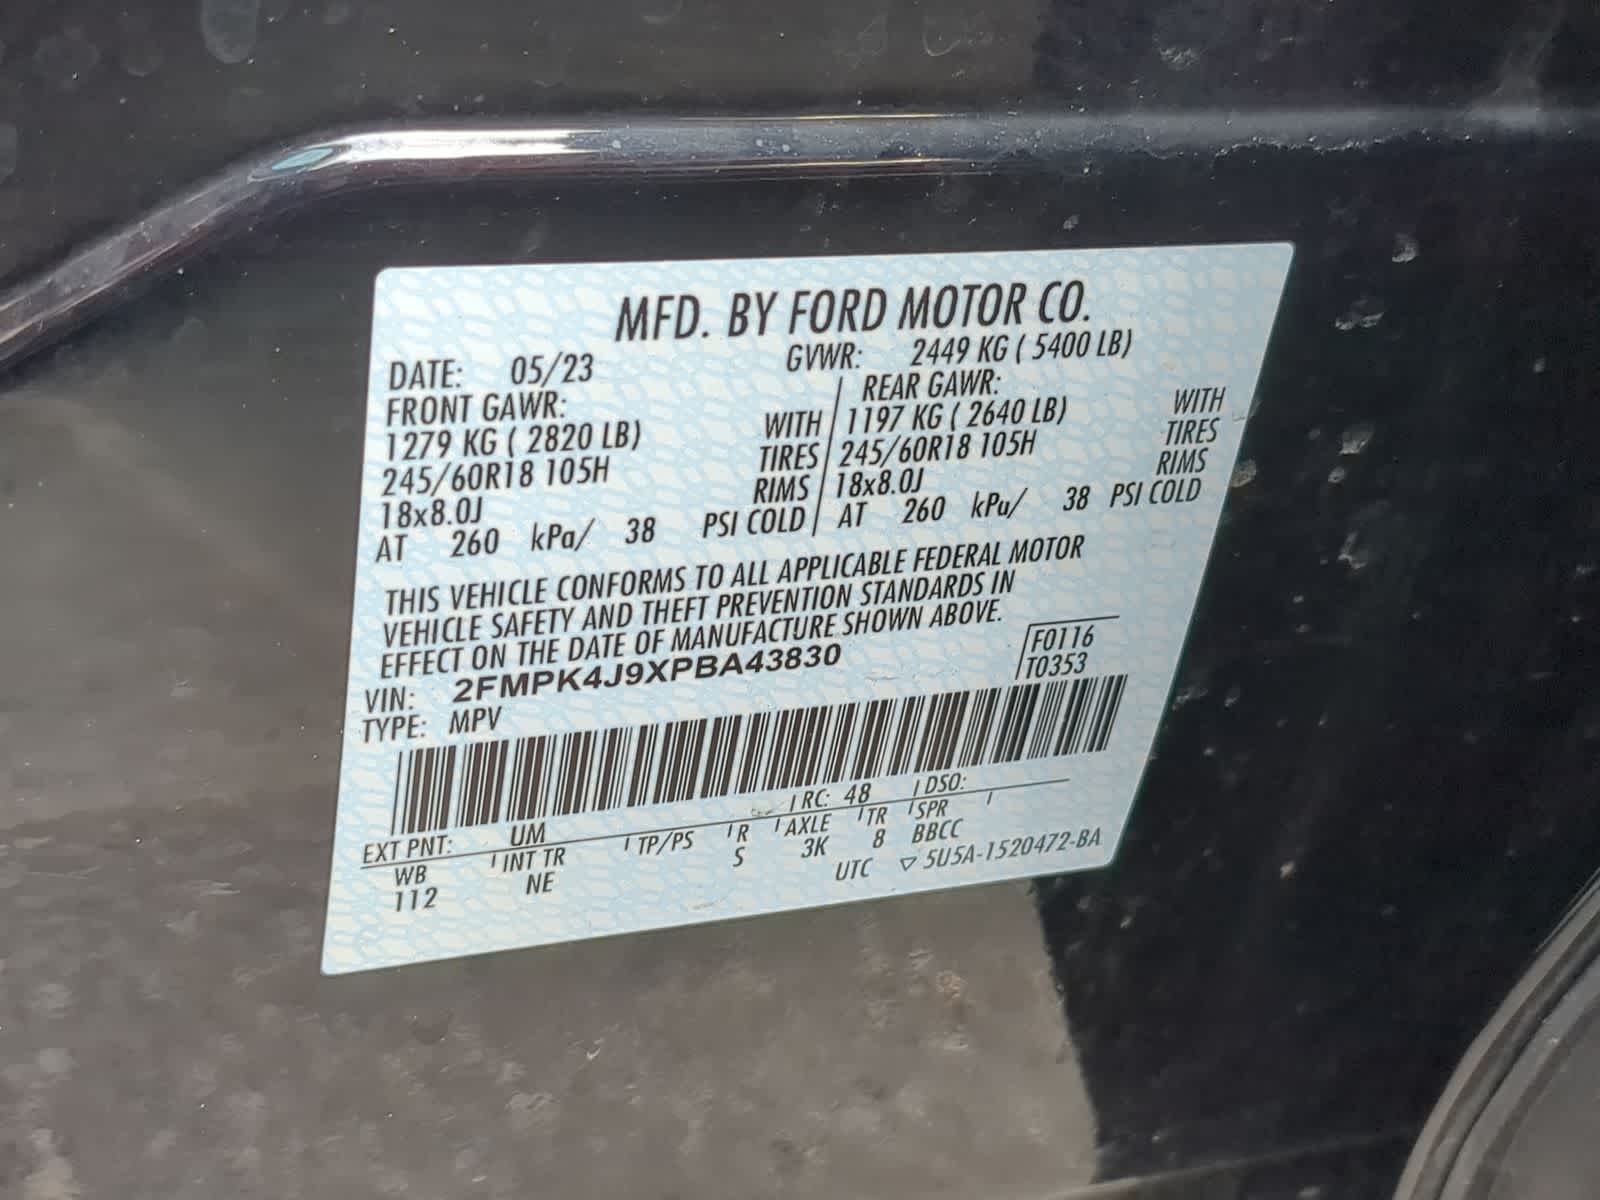 MFD. BY FORD MOTOR CO.
DATE: 05/23 GVWR: 2449 KG ( 5400 LB)
FRONT GAWR: REAR GAWR:
1279 KG ( 2820 LB) WITH 1197 KG ( 2640 LB) WITH
245/60R18 105H TIRES 245/60R18 105H TIRES
18x8.0J RIMS 18x8.0J RIMS
AT 260 kPa/ 38 PSI COLD AT 260 kPa/ 38 PSI COLD
THIS VEHICLE CONFORMS TO ALL APPLICABLE FEDERAL MOTOR
VEHICLE SAFETY AND THEFT PREVENTION STANDARDS IN
EFFECT ON THE DATE OF MANUFACTURE SHOWN ABOVE.
VIN: 2FMPK4J9XPBA43830 F0116
TYPE: MPV T0353
EXT PNT: UM RC: 48 DSO:
WB INT TR TP/PS R AXLE TR SPR
112 NE S 3K 8 BBCC
UTC ▽ 5U5A-1520472-BA